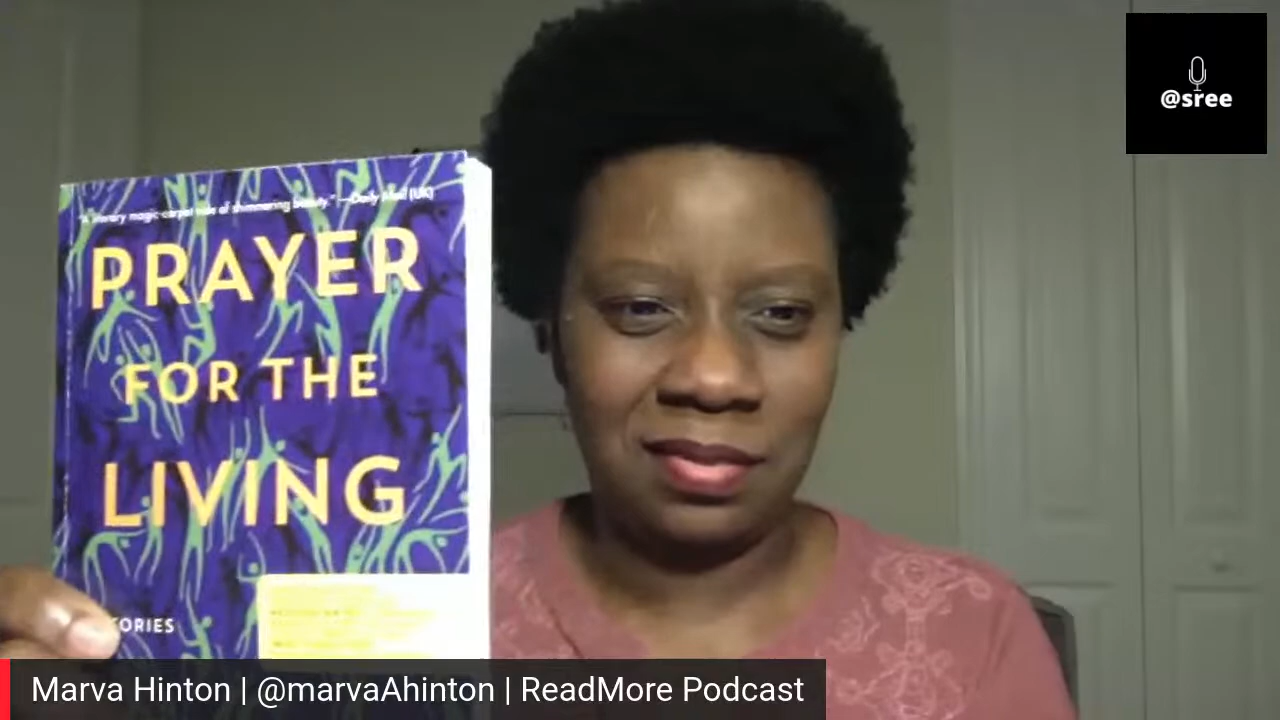 @sree
"A literary magic-carpet ride of shimmering beauty." —Daily Mail (UK)
PRAYER
FOR THE
LIVING
TORIES
Marva Hinton | @marvaAhinton | ReadMore Podcast